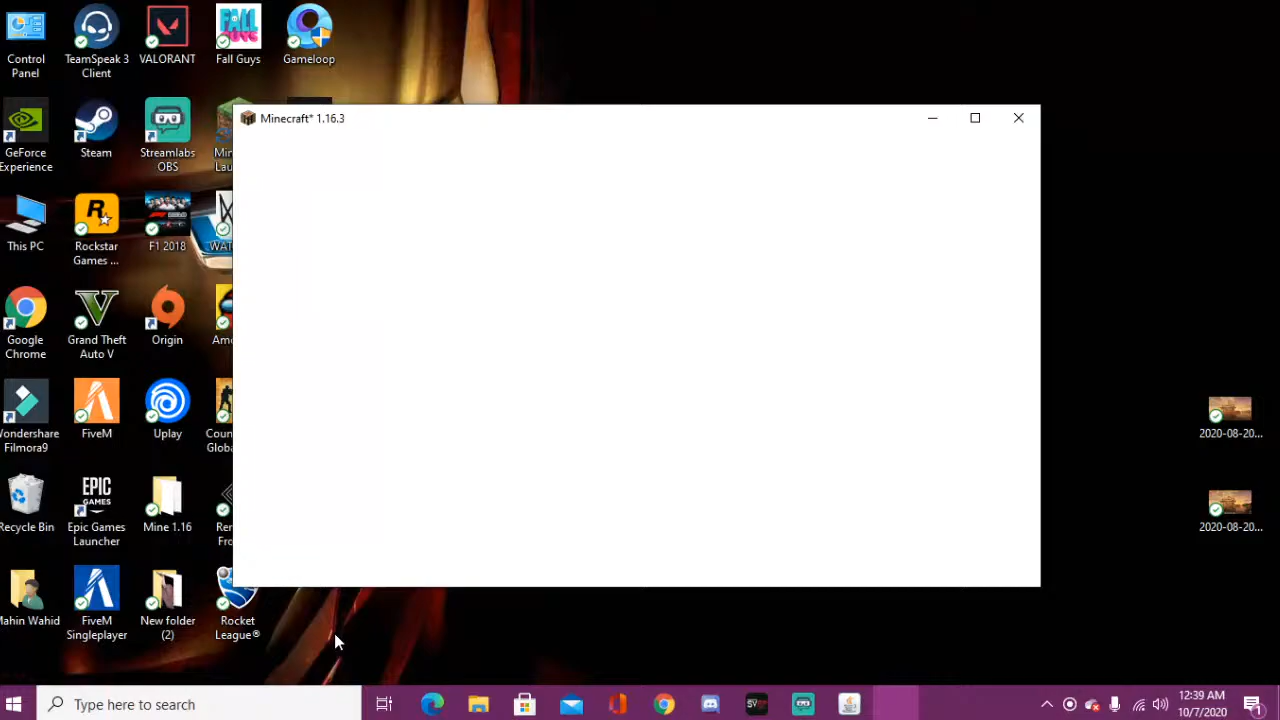 Control
Panel
TeamSpeak 3
Client
VALORANT
FALL
GUYS
Fall Guys
Gameloop
GeForce
Experience
Steam
Streamlabs
OBS
Minecraft* 1.16.3
This PC
R
Rockstar
Games ...
F1 2018
Google
Chrome
V
Grand Theft
Auto V
Origin
Wondershare
Filmora9
FiveM
Uplay
Recycle Bin
EPIC
GAMES
Epic Games
Launcher
Mine 1.16
Mahin Wahid
FiveM
Singleplayer
New folder
(2)
Rocket
League®
2020-08-20...
2020-08-20...
Type here to search
12:39 AM
10/7/2020
1